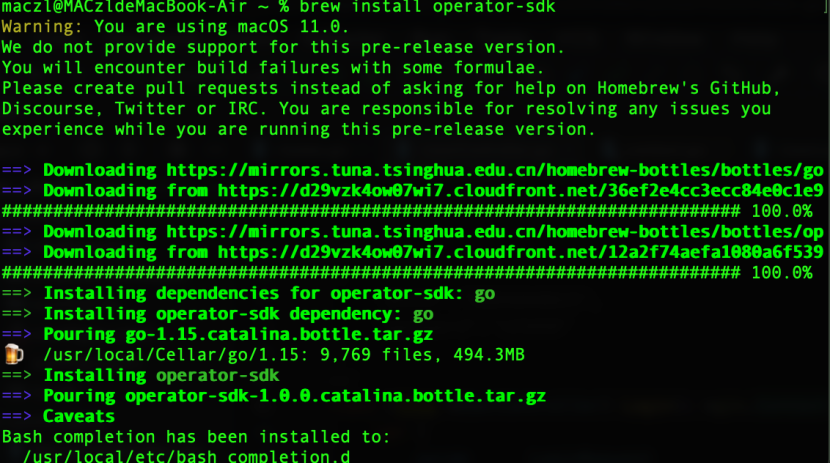 maczl@MACzldeMacBook-Air ~ % brew install operator-sdk
Warning: You are using macOS 11.0.
We do not provide support for this pre-release version.
You will encounter build failures with some formulae.
Please create pull requests instead of asking for help on Homebrew's GitHub,
Discourse, Twitter or IRC. You are responsible for resolving any issues you
experience while you are running this pre-release version.
==> Downloading https://mirrors.tuna.tsinghua.edu.cn/homebrew-bottles/bottles/go
==> Downloading from https://d29vzk4ow07wi7.cloudfront.net/36ef2e4cc3ecc84e0c1e9
######################################################################## 100.0%
==> Downloading https://mirrors.tuna.tsinghua.edu.cn/homebrew-bottles/bottles/op
==> Downloading from https://d29vzk4ow07wi7.cloudfront.net/12a2f74aefa1080a6f539
######################################################################## 100.0%
==> Installing dependencies for operator-sdk: go
==> Installing operator-sdk dependency: go
==> Pouring go-1.15.catalina.bottle.tar.gz
🍺 /usr/local/Cellar/go/1.15: 9,769 files, 494.3MB
==> Installing operator-sdk
==> Pouring operator-sdk-1.0.0.catalina.bottle.tar.gz
==> Caveats
Bash completion has been installed to:
/usr/local/etc/bash_completion.d